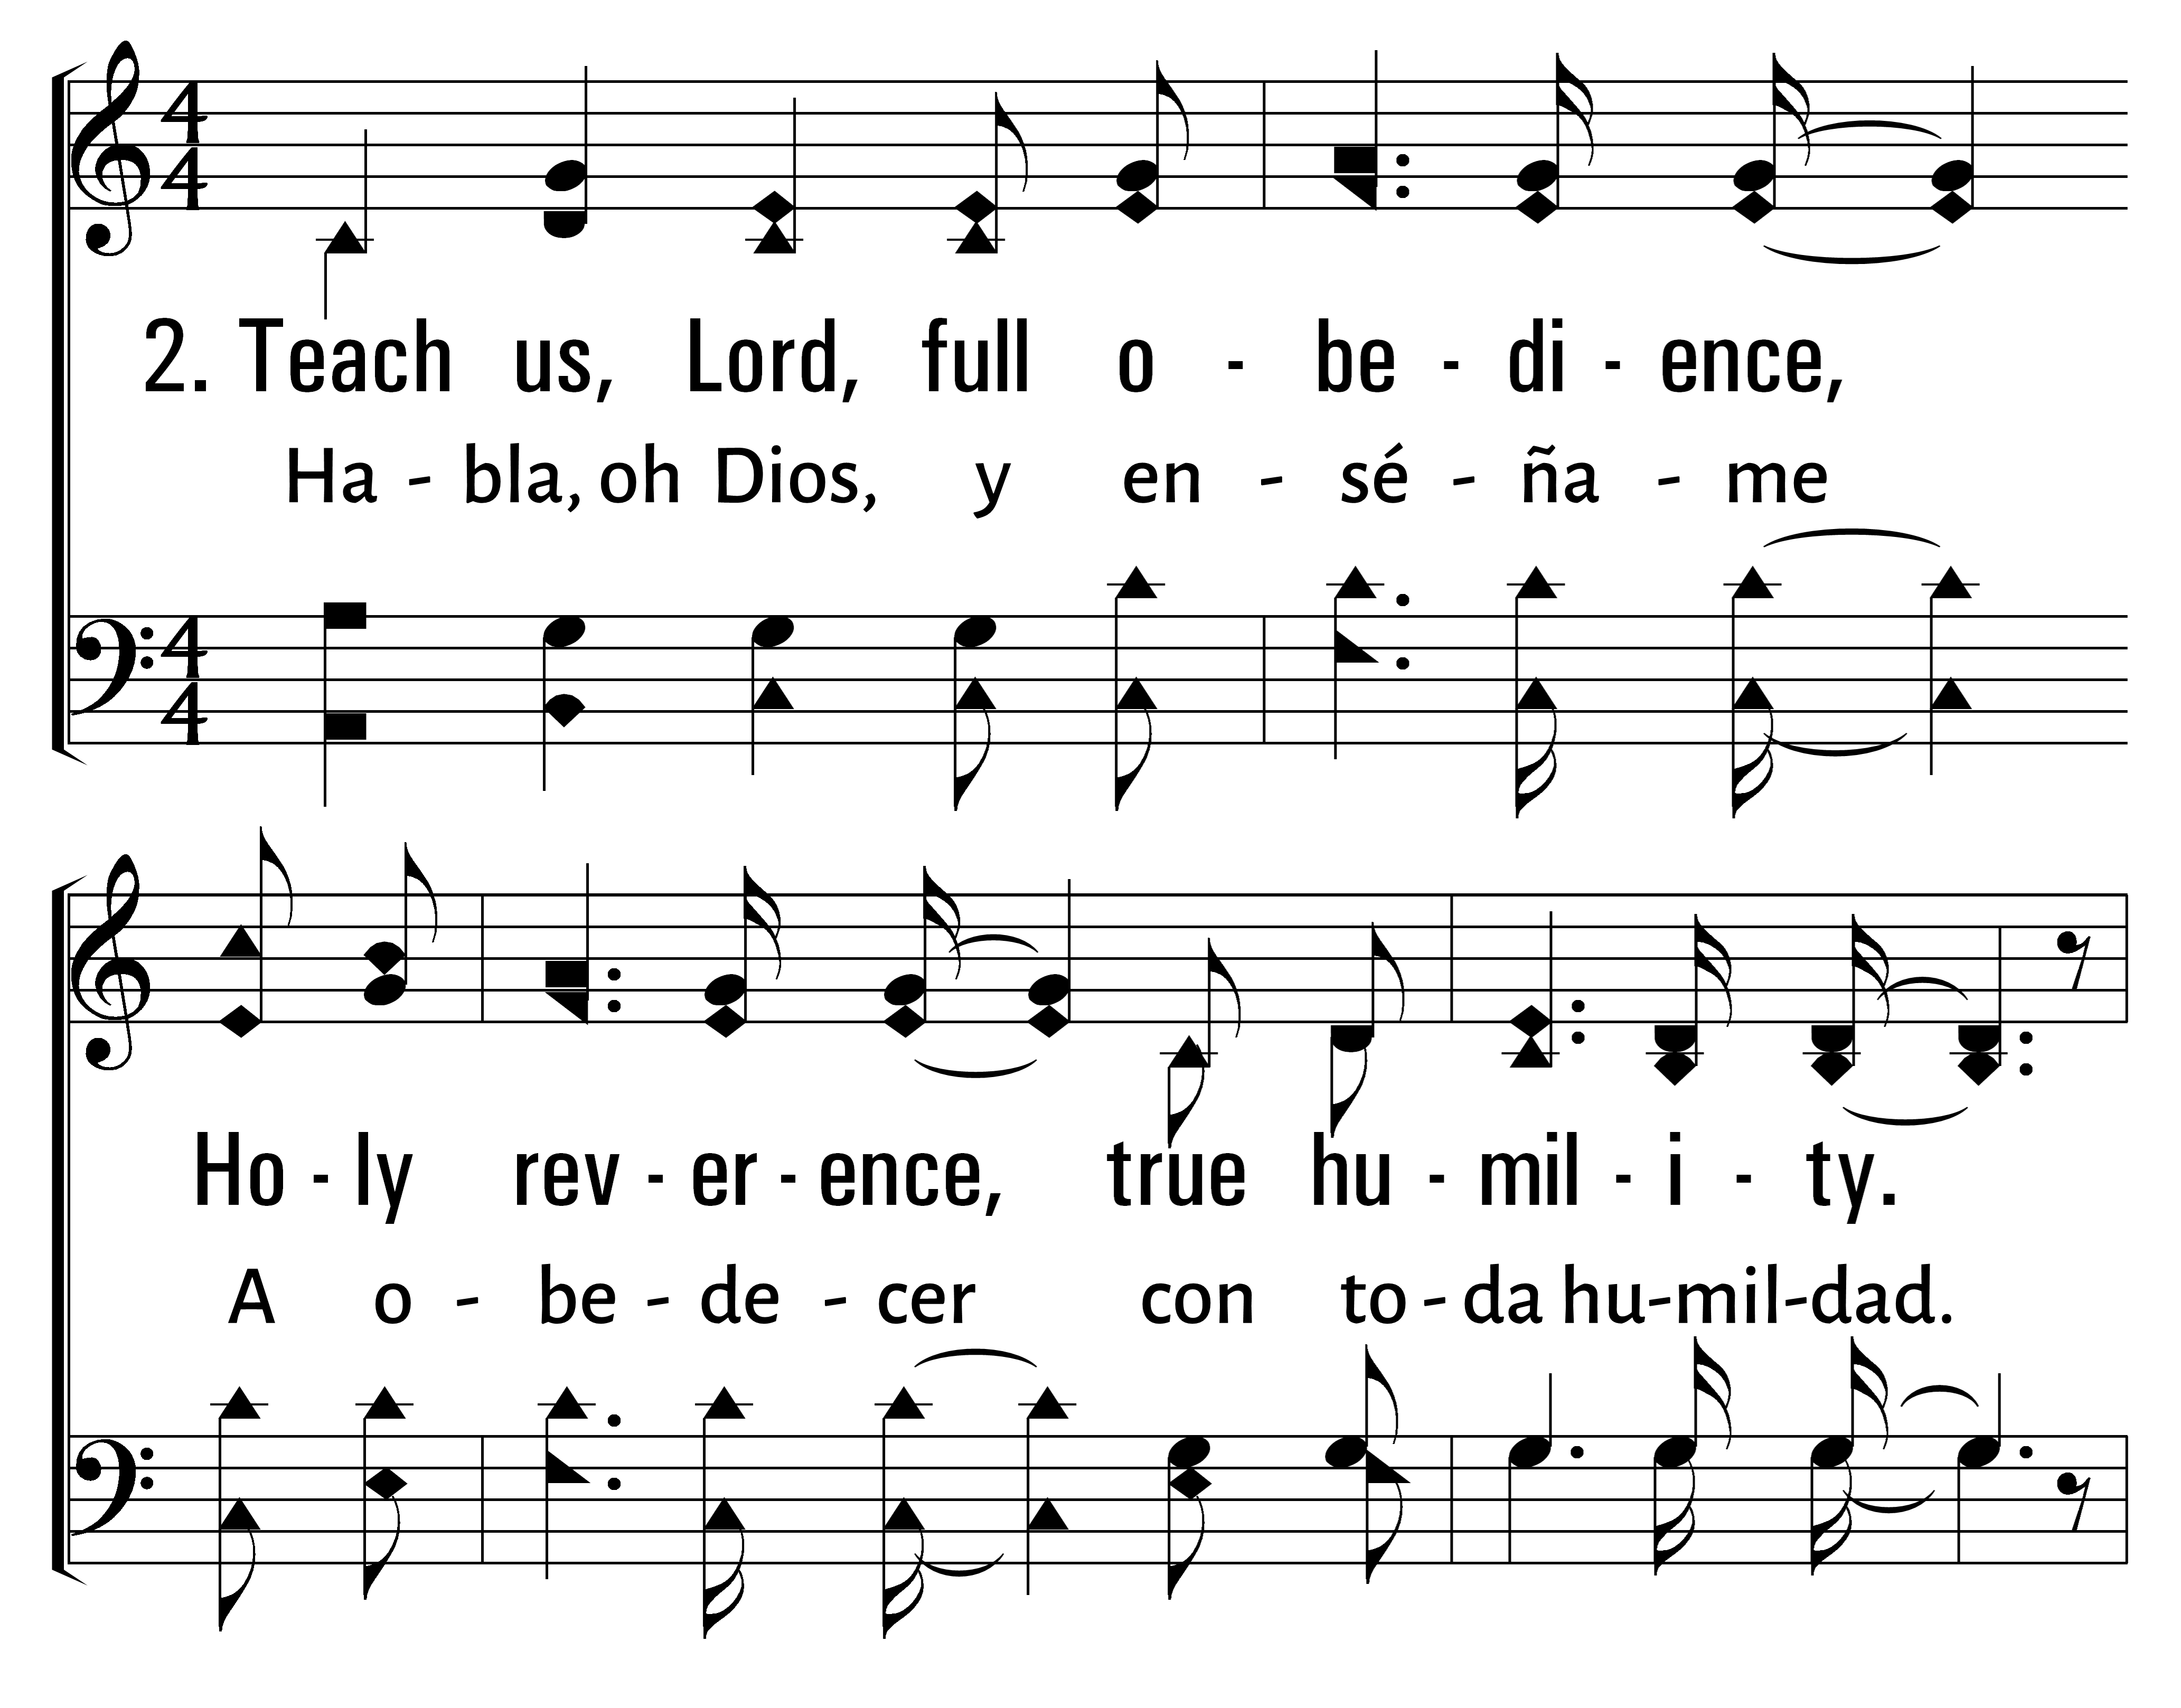 2. Teach us, Lord, full o - be - di - ence,
Ha - bla, oh Dios, y en - sé - ña - me
Ho - ly rev - er - ence, true hu - mil - i - ty.
A o - be - de - cer con to - da hu-mil-dad.